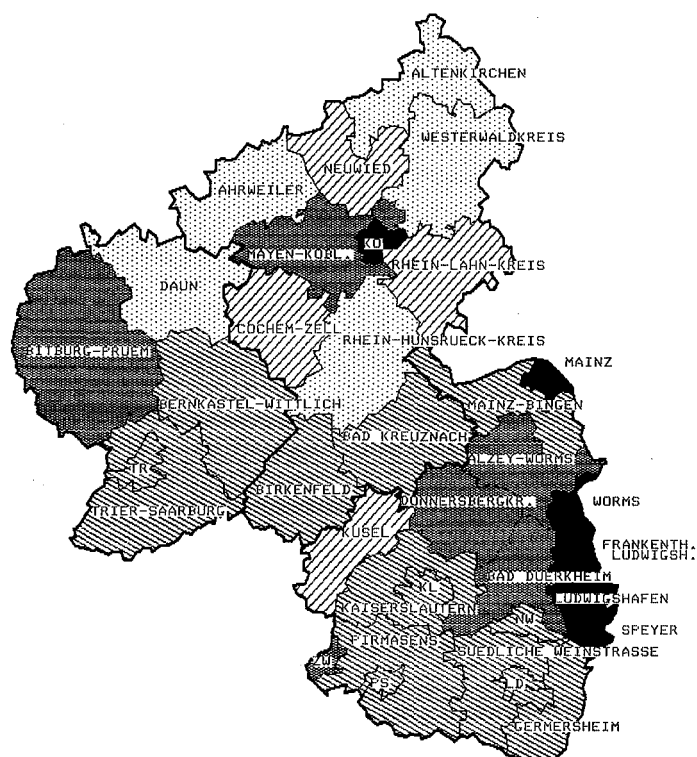 ALTENKIRCHEN
WESTERWALDKREIS
NEUWIED
AHRWEILER
KO
MAYEN-KOBL.
RHEIN-LAHN-KREIS
DAUN
COCHEM-ZELL
RHEIN-HUNSRUECK-KREIS
BITBURG-PRUEM
MAINZ
BERNKASTEL-WITTLICH
MAINZ-BINGEN
BAD KREUZNACH
ALZEY-WORMS
TR
BIRKENFELD
DONNERSBERGKR.
WORMS
TRIER-SAARBURG
KUSEL
FRANKENTH.
LUDWIGSH.
BAD DUERKHEIM
KL
LUDWIGSHAFEN
KAISERSLAUTERN
NW
SPEYER
PIRMASENS
SUEDLICHE WEINSTRASSE
ZW
PS
LD
GERMERSHEIM